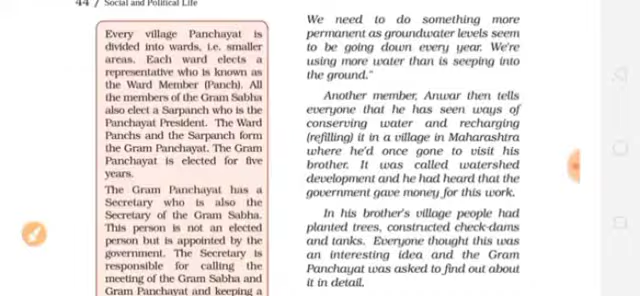 44 / Social and Political Life
Every village Panchayat is
divided into wards, i.e. smaller
areas. Each ward elects a
representative who is known as
the Ward Member (Panch). All
the members of the Gram Sabha
also elect a Sarpanch who is the
Panchayat President. The Ward
Panchs and the Sarpanch form
the Gram Panchayat. The Gram
Panchayat is elected for five
years.
The Gram Panchayat has a
Secretary who is also the
Secretary of the Gram Sabha.
This person is not an elected
person but is appointed by the
government. The Secretary is
responsible for calling the
meeting of the Gram Sabha and
Gram Panchayat and keeping a
We need to do something more
permanent as groundwater levels seem
to be going down every year. We're
using more water than is seeping into
the ground."
Another member, Anwar then tells
everyone that he has seen ways of
conserving water and recharging
(refilling) it in a village in Maharashtra
where he'd once gone to visit his
brother. It was called watershed
development and he had heard that the
government gave money for this work.
In his brother's village people had
planted trees, constructed check-dams
and tanks. Everyone thought this was
an interesting idea and the Gram
Panchayat was asked to find out about
it in detail.